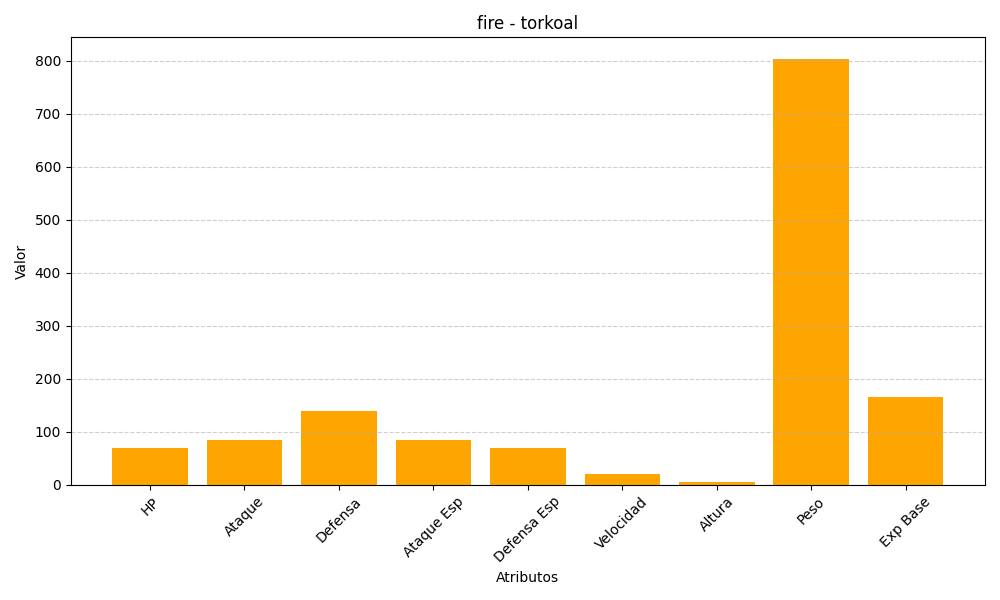 fire - torkoal
Valor
800
700
600
500
400
300
200
100
0
HP
Ataque
Defensa
Ataque Esp
Defensa Esp
Velocidad
Altura
Peso
Exp Base
Atributos